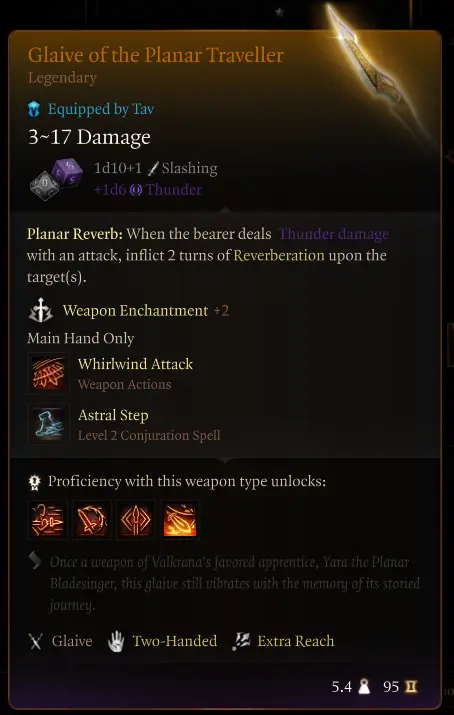 Glaive of the Planar Traveller
Legendary
Equipped by Tav
3~17 Damage
1d10+1 Slashing
+1d6 Thunder
Planar Reverb: When the bearer deals Thunder damage
with an attack, inflict 2 turns of Reverberation upon the
target(s).
Weapon Enchantment +2
Main Hand Only
Whirlwind Attack
Weapon Actions
Astral Step
Level 2 Conjuration Spell
Proficiency with this weapon type unlocks:
Once a weapon of Valkrana's favored apprentice, Yara the Planar
Bladesinger, this glaive still vibrates with the memory of its storied
journey.
Glaive Two-Handed Extra Reach
5.4 95